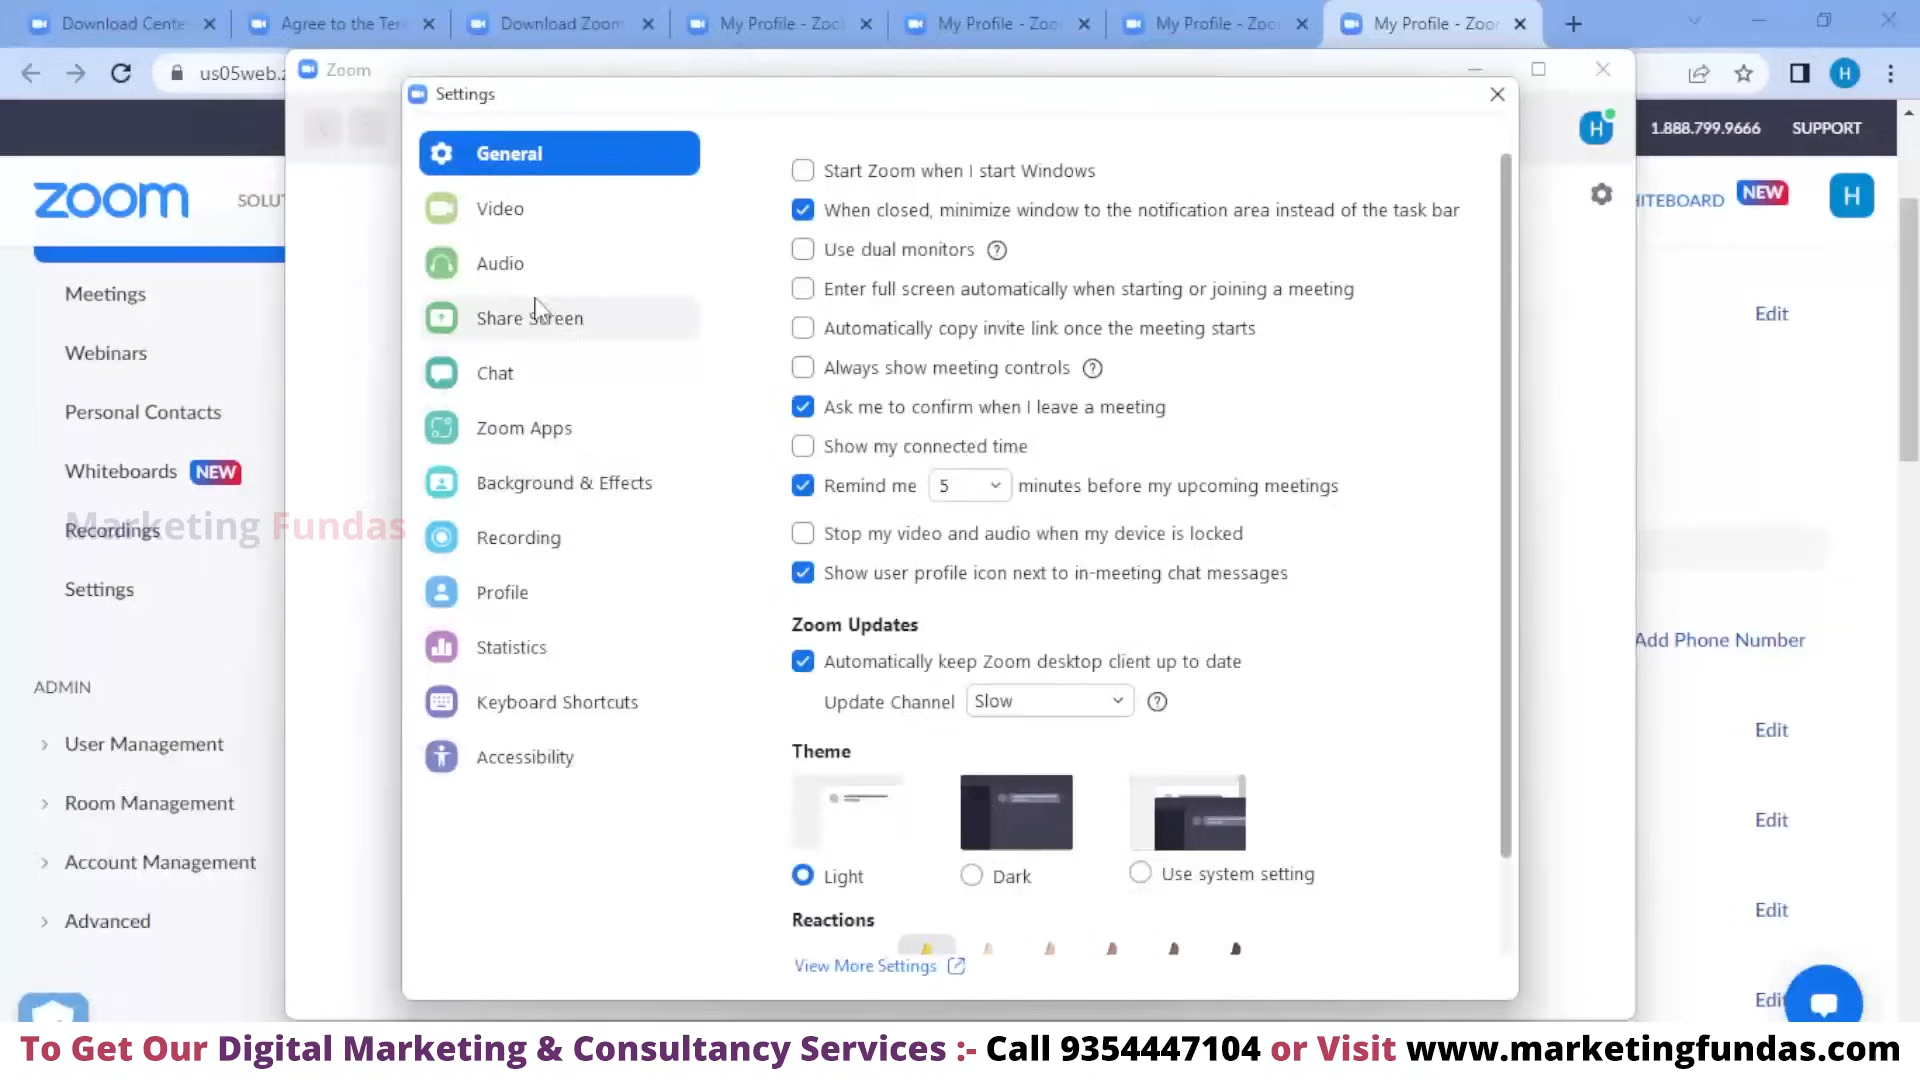 Download Cente
Agree to the Ter
Download Zoom
My Profile - Zoc
My Profile - Zoo
My Profile - Zoo
My Profile - Zoor
us05web.z
H
Zoom
Settings
H
1.888.799.9666
SUPPORT
zoom
SOLUT
HITEBOARD NEW
H
Meetings
Webinars
Personal Contacts
Whiteboards NEW
Recordings
Settings
ADMIN
User Management
Room Management
Account Management
Advanced
Marketing Fundas
General
Video
Audio
Share Screen
Chat
Zoom Apps
Background & Effects
Recording
Profile
Statistics
Keyboard Shortcuts
Accessibility
Start Zoom when I start Windows
When closed, minimize window to the notification area instead of the task bar
Use dual monitors ?
Enter full screen automatically when starting or joining a meeting
Automatically copy invite link once the meeting starts
Always show meeting controls ?
Ask me to confirm when I leave a meeting
Show my connected time
Remind me 5 minutes before my upcoming meetings
Stop my video and audio when my device is locked
Show user profile icon next to in-meeting chat messages
Zoom Updates
Automatically keep Zoom desktop client up to date
Update Channel Slow ?
Theme
Light
Dark
Use system setting
Reactions
View More Settings
Edit
Add Phone Number
Edit
Edit
Edit
Edi
To Get Our Digital Marketing & Consultancy Services :- Call 9354447104 or Visit www.marketingfundas.com